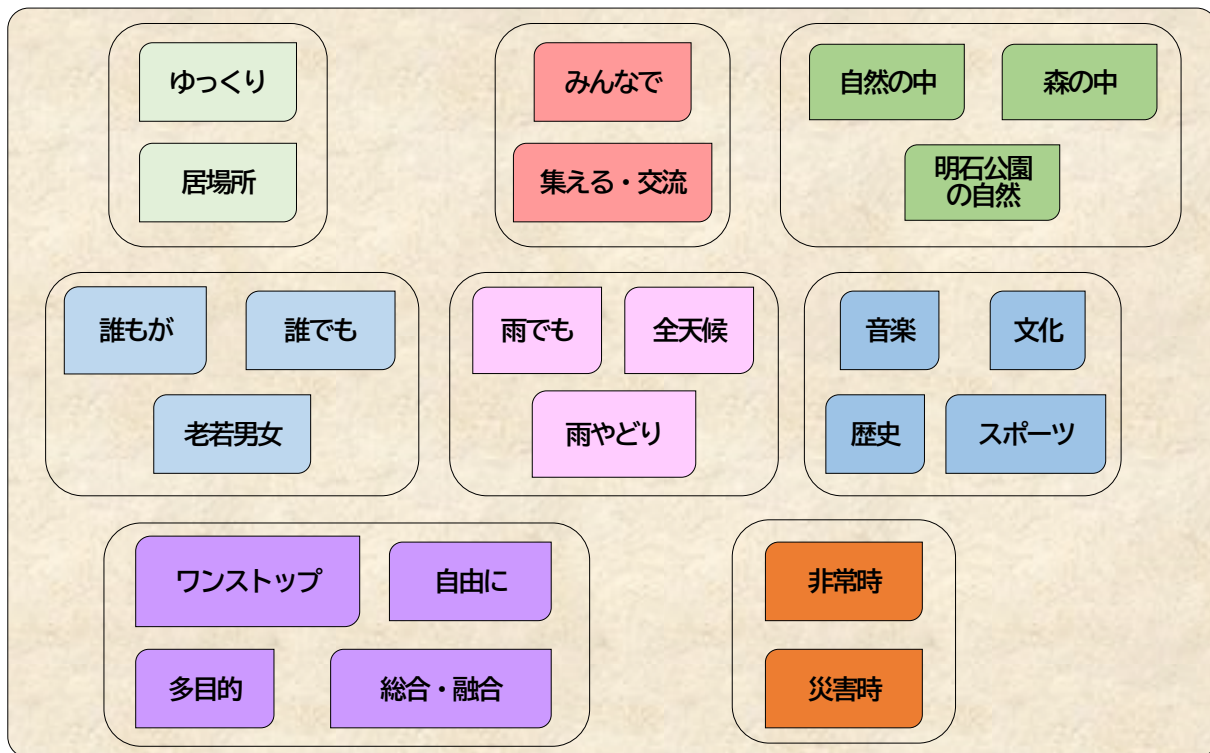 ゆっくり
居場所
みんなで
集える・交流
自然の中
森の中
明石公園
の自然
誰もが
誰でも
老若男女
雨でも
全天候
雨やどり
音楽
文化
歴史
スポーツ
ワンストップ
自由に
多目的
総合・融合
非常時
災害時